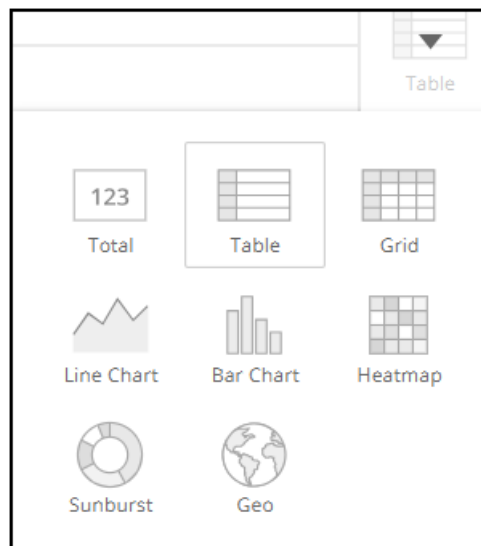 Table
123
Total Table Grid
Line Chart Bar Chart Heatmap
Sunburst Geo